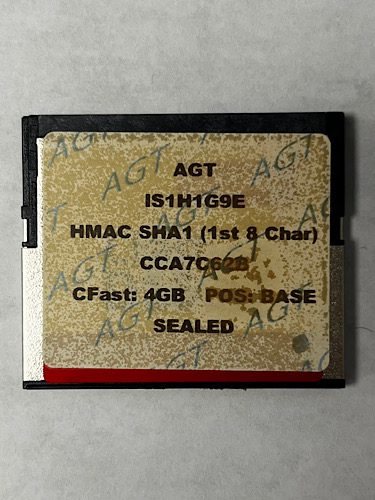 AGT
IS1H1G9E
HMAC SHA1 (1st 8 Char)
CCA7C62B
CFast: 4GB POS: BASE
SEALED